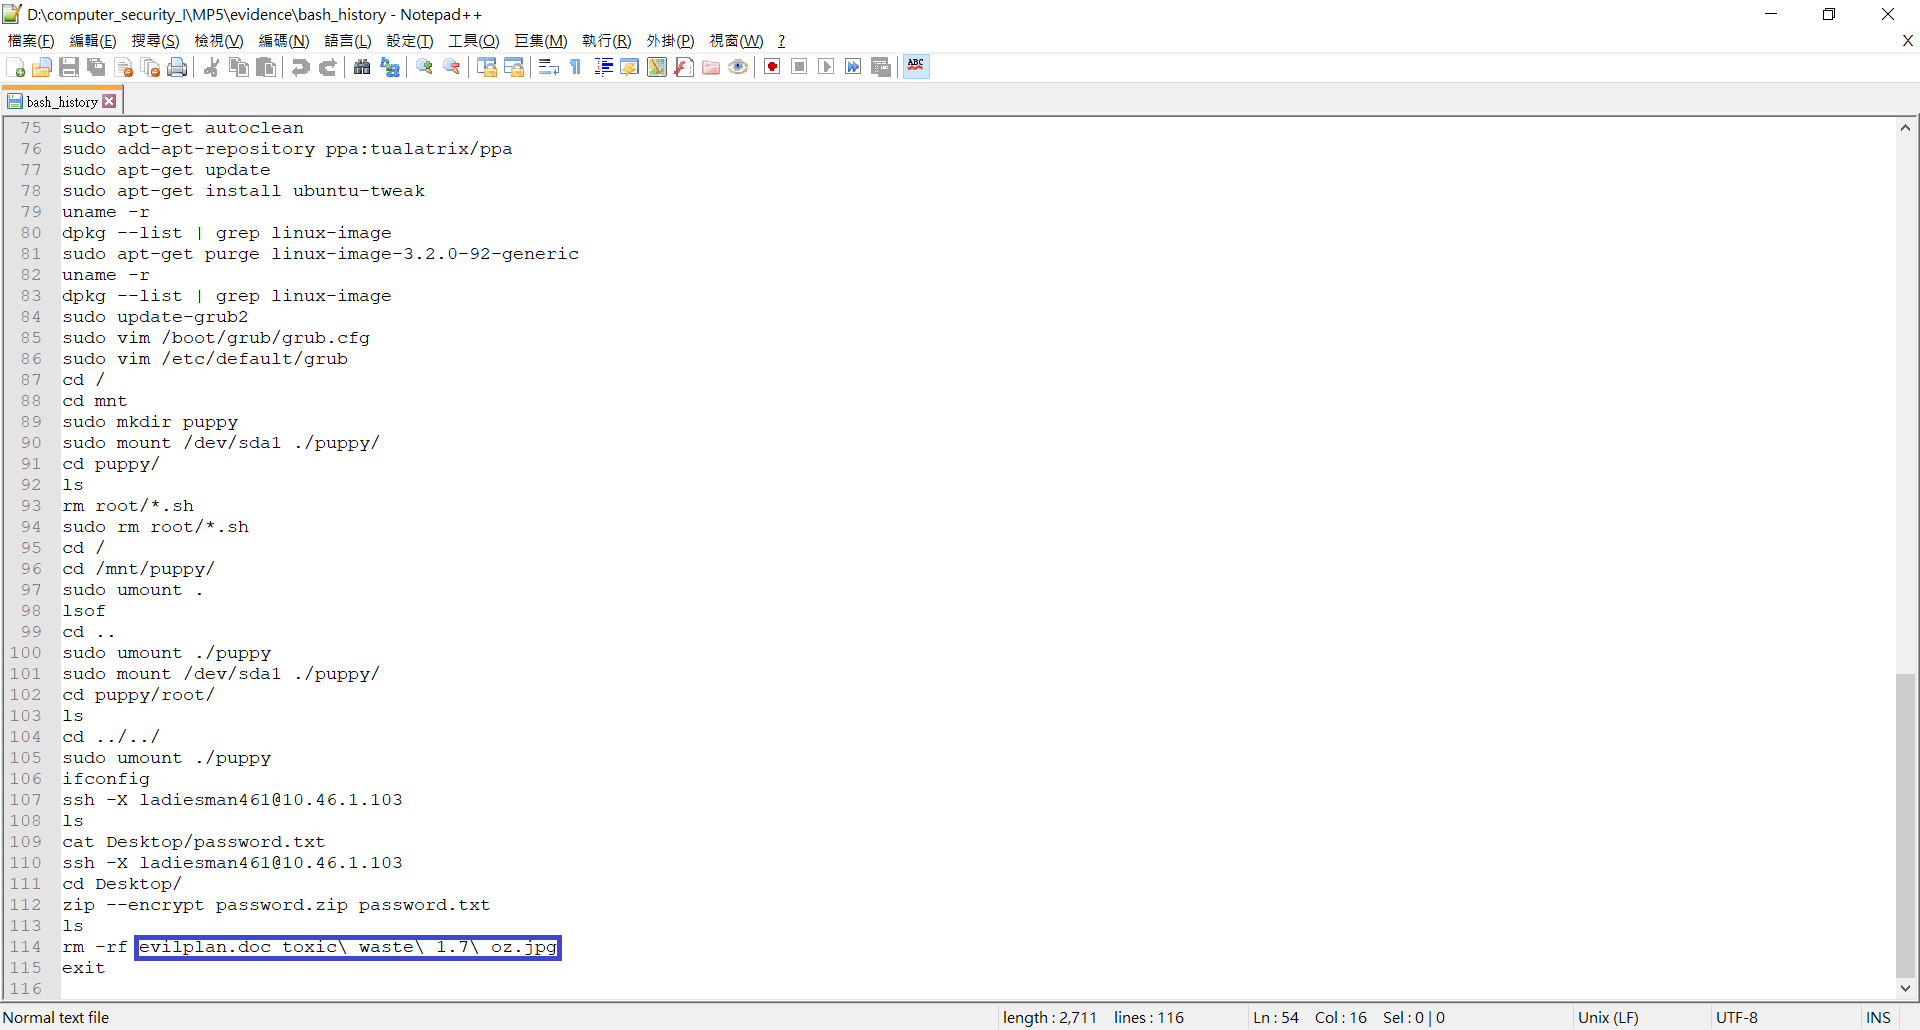 D:\computer_security_I\MP5\evidence\bash_history - Notepad++
檔案(F) 編輯(E) 搜尋(S) 檢視(V) 編碼(N) 語言(L) 設定(T) 工具(O) 巨集(M) 執行(R) 外掛(P) 視窗(W) ? X
ABC
bash_history
75 sudo apt-get autoclean
76 sudo add-apt-repository ppa:tualatrix/ppa
77 sudo apt-get update
78 sudo apt-get install ubuntu-tweak
79 uname -r
80 dpkg --list | grep linux-image
81 sudo apt-get purge linux-image-3.2.0-92-generic
82 uname -r
83 dpkg --list | grep linux-image
84 sudo update-grub2
85 sudo vim /boot/grub/grub.cfg
86 sudo vim /etc/default/grub
87 cd /
88 cd mnt
89 sudo mkdir puppy
90 sudo mount /dev/sda1 ./puppy/
91 cd puppy/
92 ls
93 rm root/*.sh
94 sudo rm root/*.sh
95 cd /
96 cd /mnt/puppy/
97 sudo umount .
98 lsof
99 cd ..
100 sudo umount ./puppy
101 sudo mount /dev/sda1 ./puppy/
102 cd puppy/root/
103 ls
104 cd ../../
105 sudo umount ./puppy
106 ifconfig
107 ssh -X ladiesman461@10.46.1.103
108 ls
109 cat Desktop/password.txt
110 ssh -X ladiesman461@10.46.1.103
111 cd Desktop/
112 zip --encrypt password.zip password.txt
113 ls
114 rm -rf evilplan.doc toxic\ waste\ 1.7\ oz.jpg
115 exit
116
Normal text file length : 2,711 lines : 116 Ln : 54 Col : 16 Sel : 0 | 0 Unix (LF) UTF-8 INS